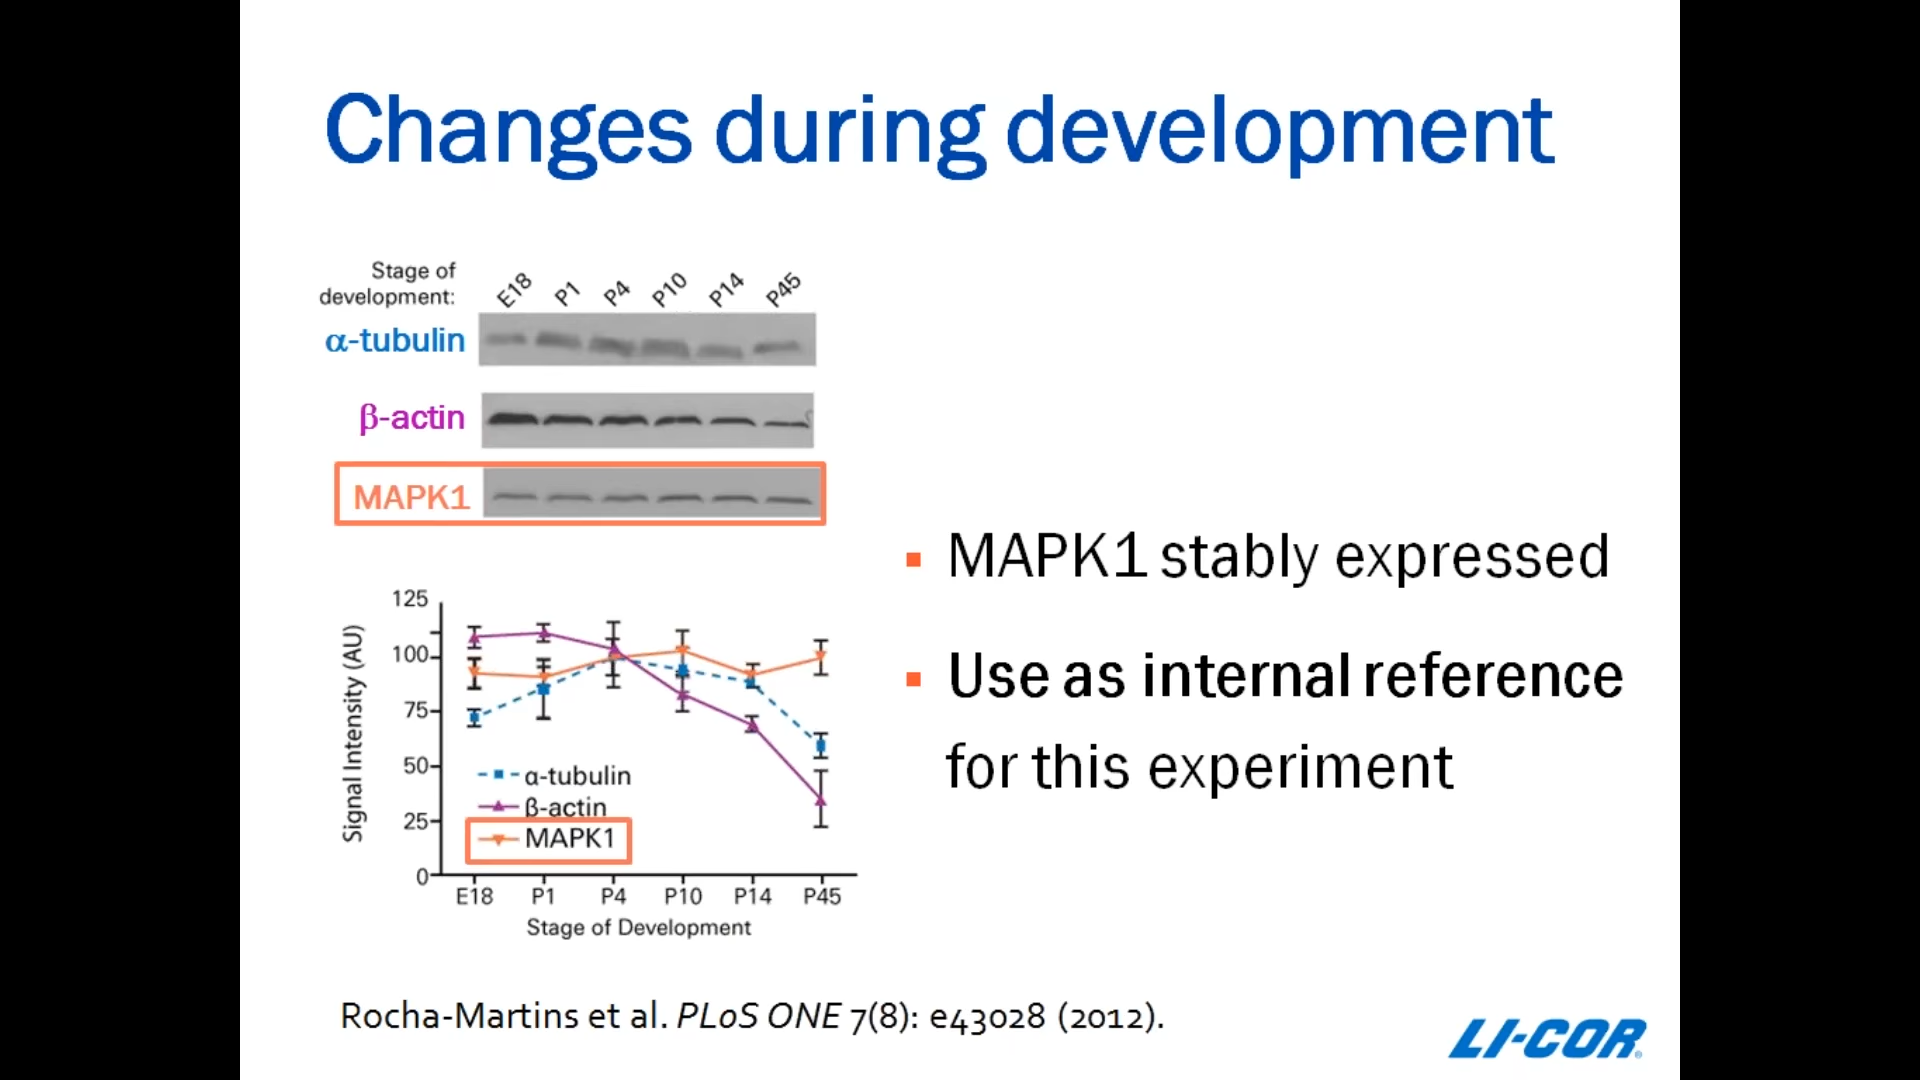 Changes during development
Stage of
development:
E18 P1 P4 P10 P14 P45
α-tubulin
β-actin
MAPK1
MAPK1 stably expressed
Use as internal reference
for this experiment
125
100
75
50
25
0
Signal Intensity (AU)
α-tubulin
β-actin
MAPK1
E18 P1 P4 P10 P14 P45
Stage of Development
Rocha-Martins et al. PLoS ONE 7(8): e43028 (2012).
LI-COR®